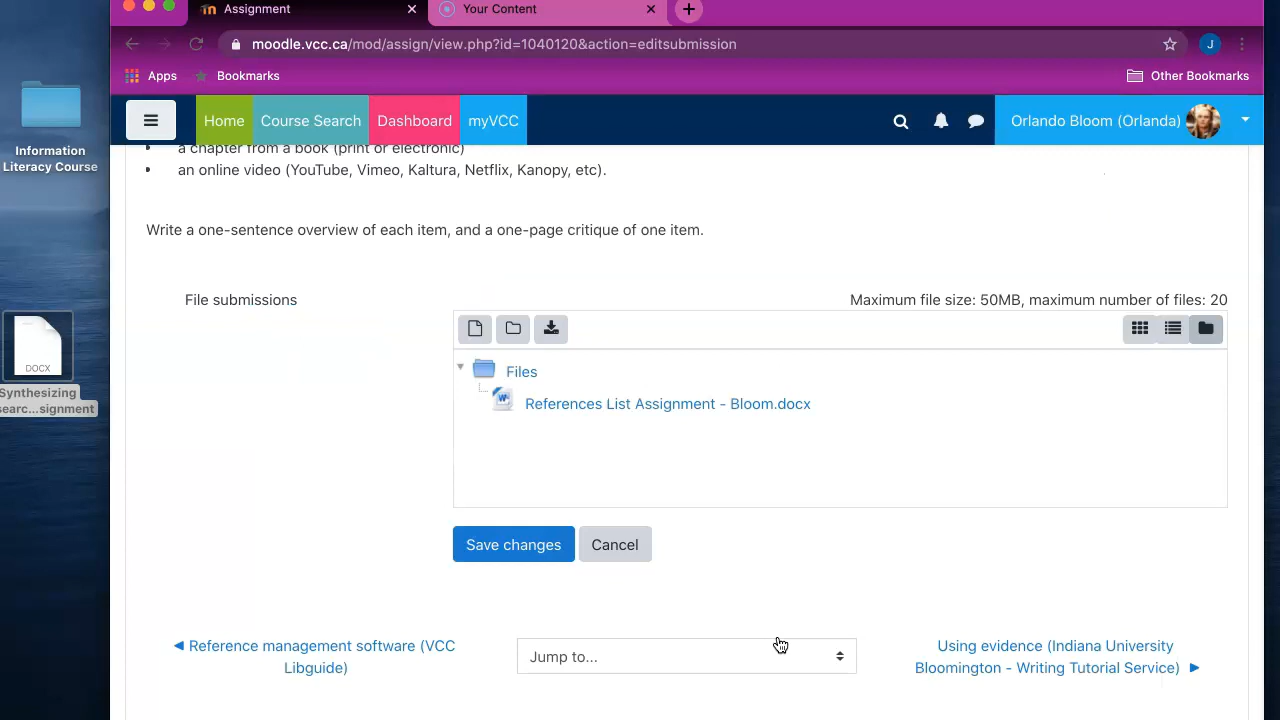 Assignment
Your Content
moodle.vcc.ca/mod/assign/view.php?id=1040120&action=editsubmission
J
Apps
Bookmarks
Other Bookmarks
Home
Course Search
Dashboard
myVCC
Orlando Bloom (Orlanda)
Information
Literacy Course
DOCX
Synthesizing
searc...signment
a chapter from a book (print or electronic)
an online video (YouTube, Vimeo, Kaltura, Netflix, Kanopy, etc).
Write a one-sentence overview of each item, and a one-page critique of one item.
File submissions
Maximum file size: 50MB, maximum number of files: 20
Files
References List Assignment - Bloom.docx
Save changes
Cancel
◄ Reference management software (VCC
Libguide)
Jump to...
Using evidence (Indiana University
Bloomington - Writing Tutorial Service) ►